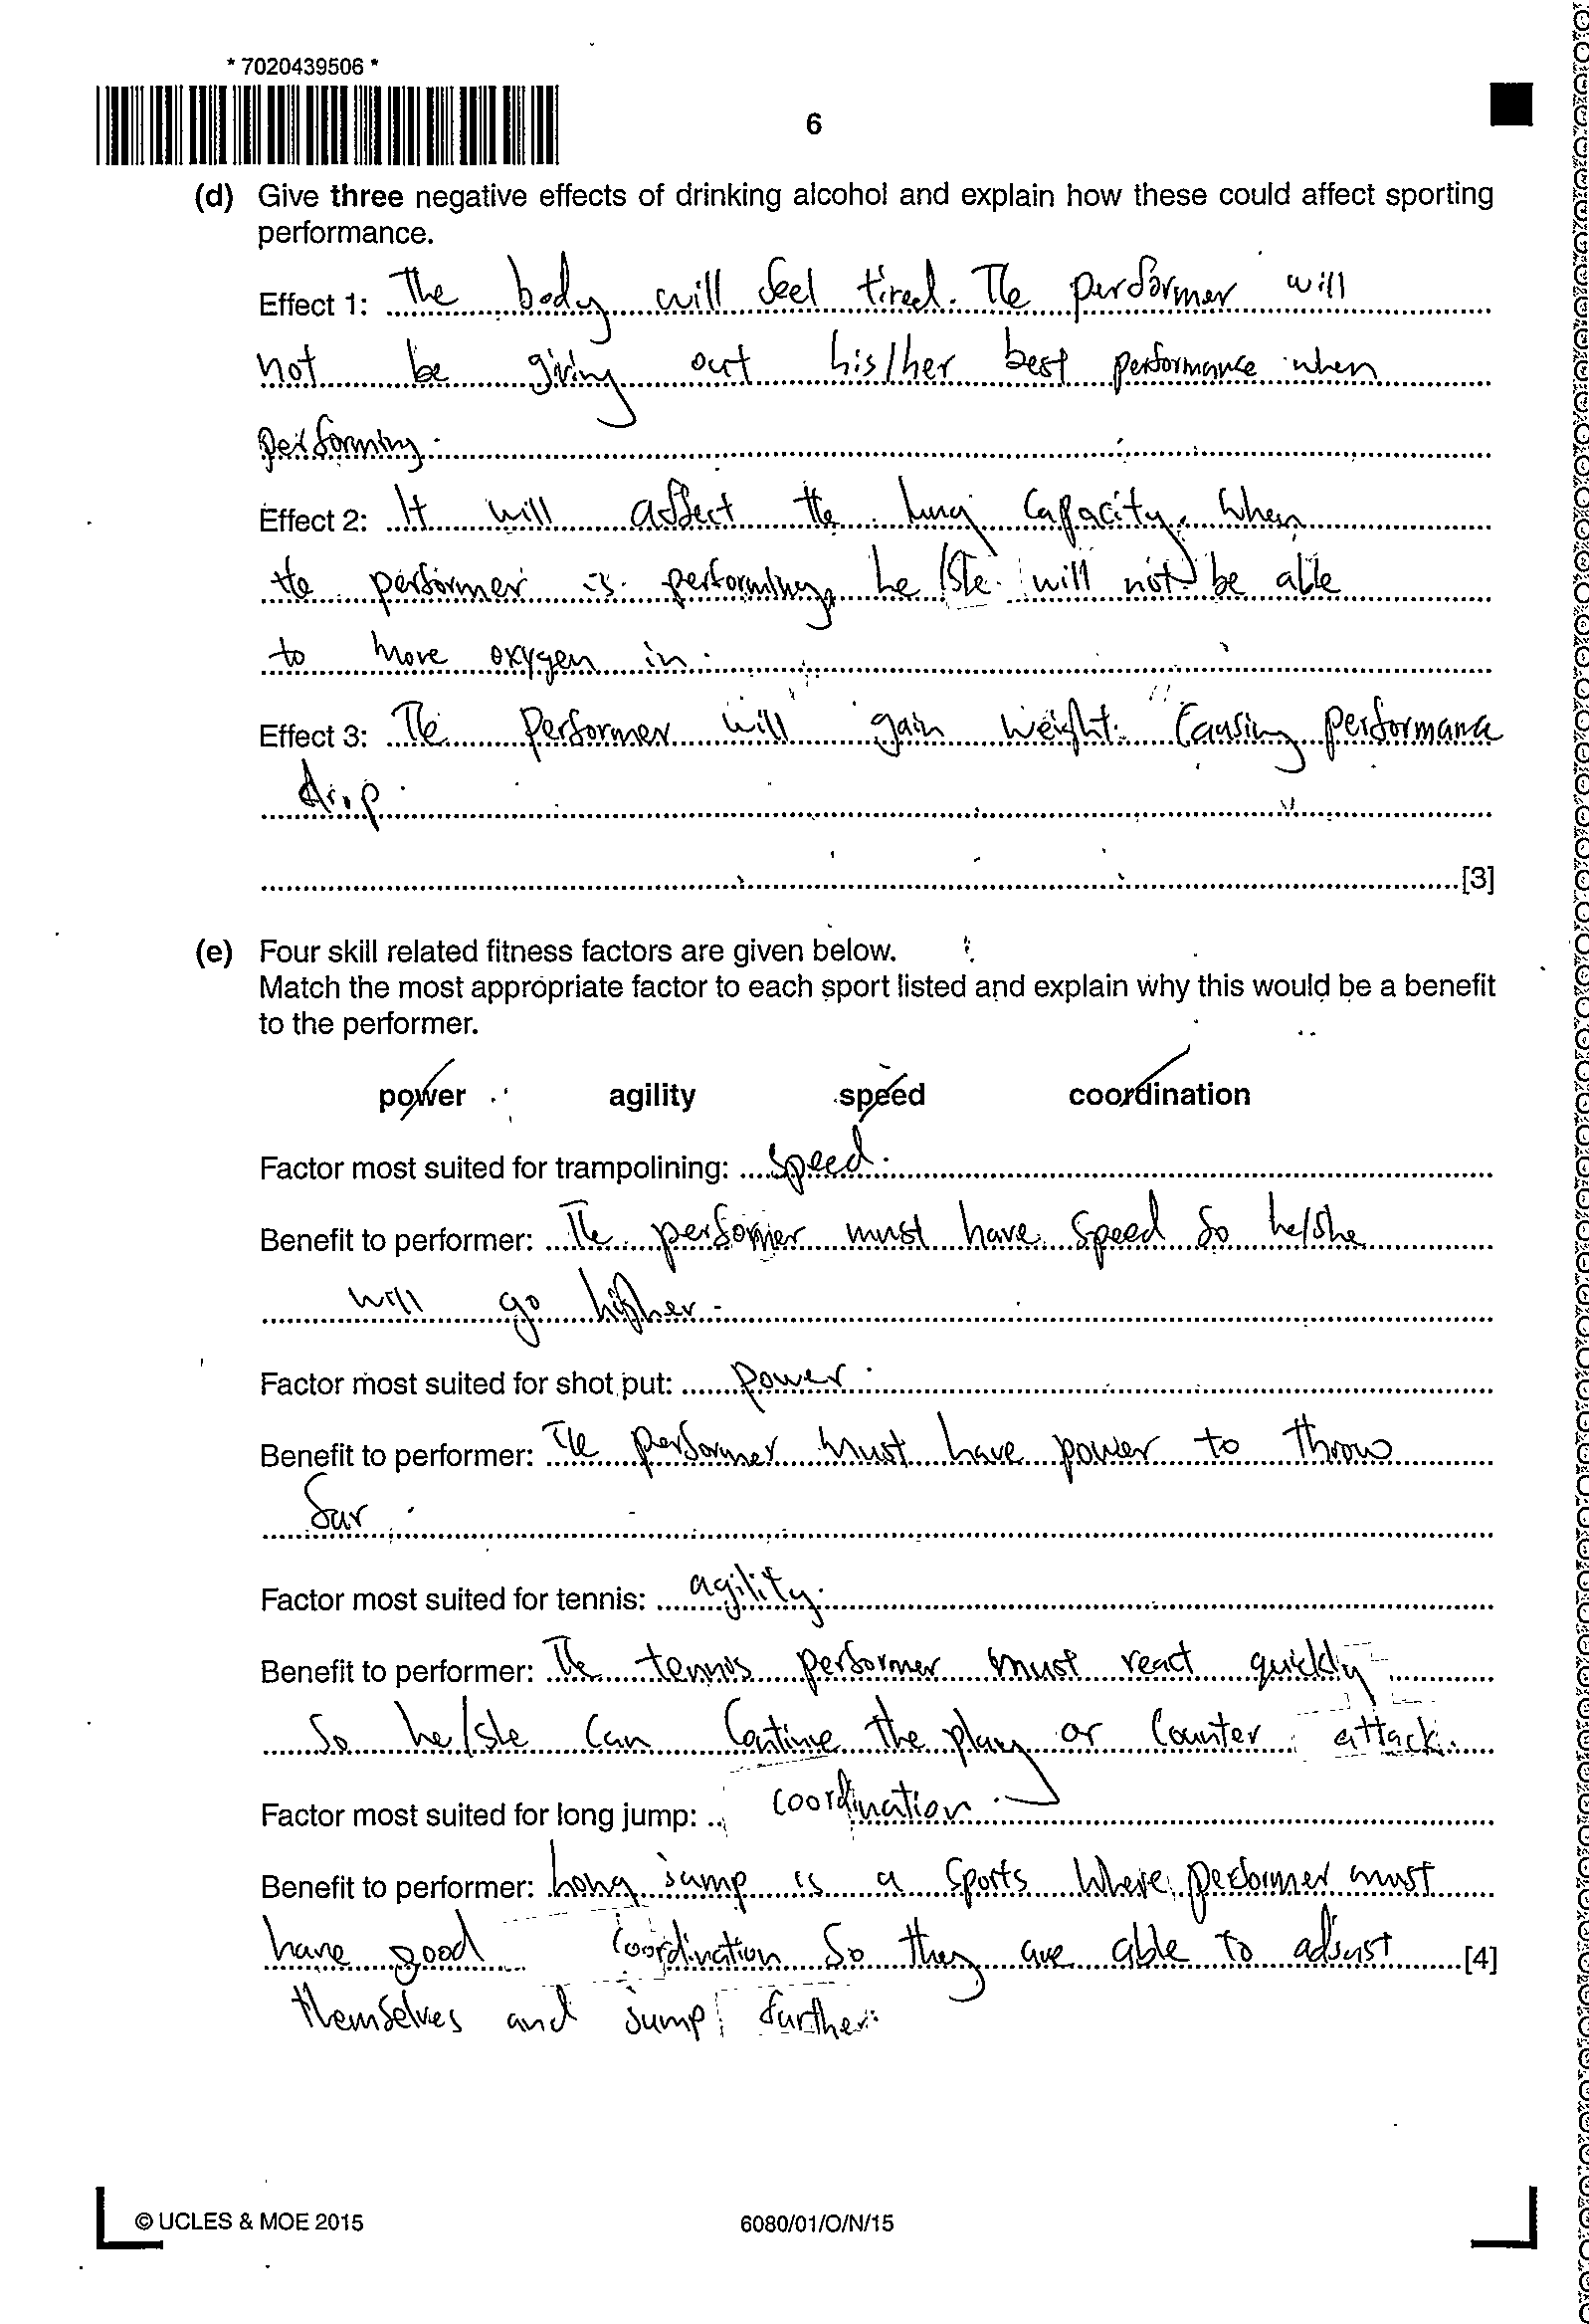 * 7020439506 *
6
(d) Give three negative effects of drinking alcohol and explain how these could affect sporting
performance.
Effect 1: The body will feel tired. The performer will
not be giving out his/her best performance when
performing.
Effect 2: It will affect the lung capacity. When
the performer is performing, he/she will not be able
to move oxygen in.
Effect 3: The performer will gain weight. Causing performance
drop.
[3]
(e) Four skill related fitness factors are given below.
Match the most appropriate factor to each sport listed and explain why this would be a benefit
to the performer.
power agility speed coordination
Factor most suited for trampolining: speed.
Benefit to performer: The performer must have speed so he/she
will go higher.
Factor most suited for shot put: power.
Benefit to performer: The performer must have power to throw
far.
Factor most suited for tennis: agility.
Benefit to performer: The tennis performer must react quickly
so he/she can contine the play or counter attack.
Factor most suited for long jump: coordination.
Benefit to performer: Long jump is a sports where performer must
have good coordination so they are able to adjust [4]
themselves and jump further.
© UCLES & MOE 2015
6080/01/O/N/15